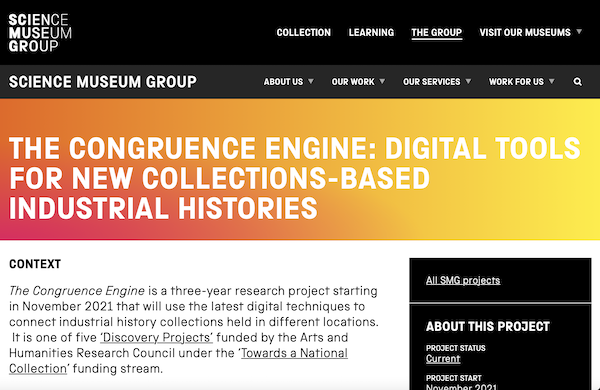 SCIENCE
MUSEUM
GROUP
COLLECTION LEARNING THE GROUP VISIT OUR MUSEUMS
SCIENCE MUSEUM GROUP
ABOUT US OUR WORK OUR SERVICES WORK FOR US
THE CONGRUENCE ENGINE: DIGITAL TOOLS
FOR NEW COLLECTIONS-BASED
INDUSTRIAL HISTORIES
CONTEXT
The Congruence Engine is a three-year research project starting
in November 2021 that will use the latest digital techniques to
connect industrial history collections held in different locations.
It is one of five ‘Discovery Projects’ funded by the Arts and
Humanities Research Council under the ‘Towards a National
Collection’ funding stream.
All SMG projects
ABOUT THIS PROJECT
PROJECT STATUS
Current
PROJECT START
November 2021